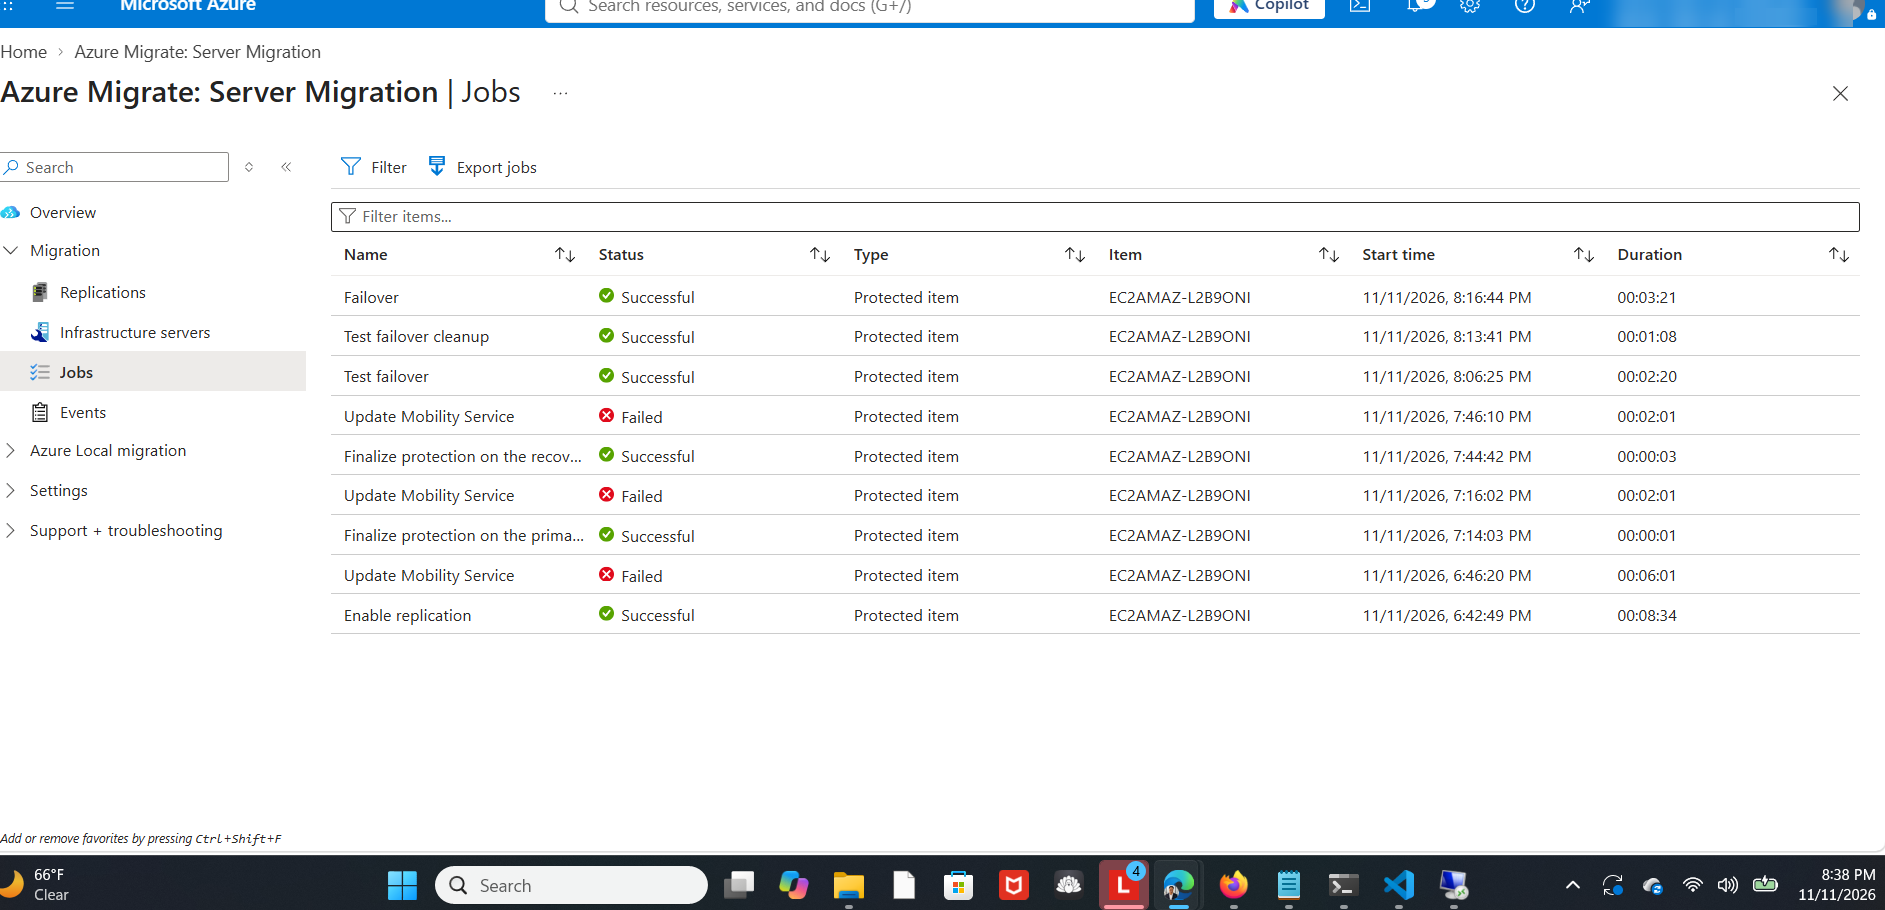 Microsoft Azure
Search resources, services, and docs (G+/)
Copilot
Home > Azure Migrate: Server Migration
Azure Migrate: Server Migration | Jobs ...
Search
Filter
Export jobs
Overview
Migration
Replications
Infrastructure servers
Jobs
Events
Azure Local migration
Settings
Support + troubleshooting
Filter items...
Name Status Type Item Start time Duration
Failover Successful Protected item EC2AMAZ-L2B9ONI 11/11/2026, 8:16:44 PM 00:03:21
Test failover cleanup Successful Protected item EC2AMAZ-L2B9ONI 11/11/2026, 8:13:41 PM 00:01:08
Test failover Successful Protected item EC2AMAZ-L2B9ONI 11/11/2026, 8:06:25 PM 00:02:20
Update Mobility Service Failed Protected item EC2AMAZ-L2B9ONI 11/11/2026, 7:46:10 PM 00:02:01
Finalize protection on the recov... Successful Protected item EC2AMAZ-L2B9ONI 11/11/2026, 7:44:42 PM 00:00:03
Update Mobility Service Failed Protected item EC2AMAZ-L2B9ONI 11/11/2026, 7:16:02 PM 00:02:01
Finalize protection on the prima... Successful Protected item EC2AMAZ-L2B9ONI 11/11/2026, 7:14:03 PM 00:00:01
Update Mobility Service Failed Protected item EC2AMAZ-L2B9ONI 11/11/2026, 6:46:20 PM 00:06:01
Enable replication Successful Protected item EC2AMAZ-L2B9ONI 11/11/2026, 6:42:49 PM 00:08:34
Add or remove favorites by pressing Ctrl+Shift+F
66°F
Clear
Search
L
4
8:38 PM
11/11/2026